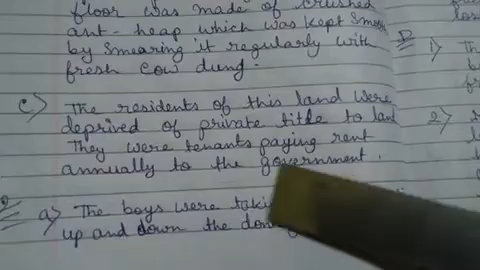 floor was made of crushed
ant-heap which was kept
by smearing it regularly with
fresh cow dung.
c) The residents of this land were
deprived of private title to land
They were tenants paying rent
annually to the government.
a) The boys were
up and down the
1)
2)